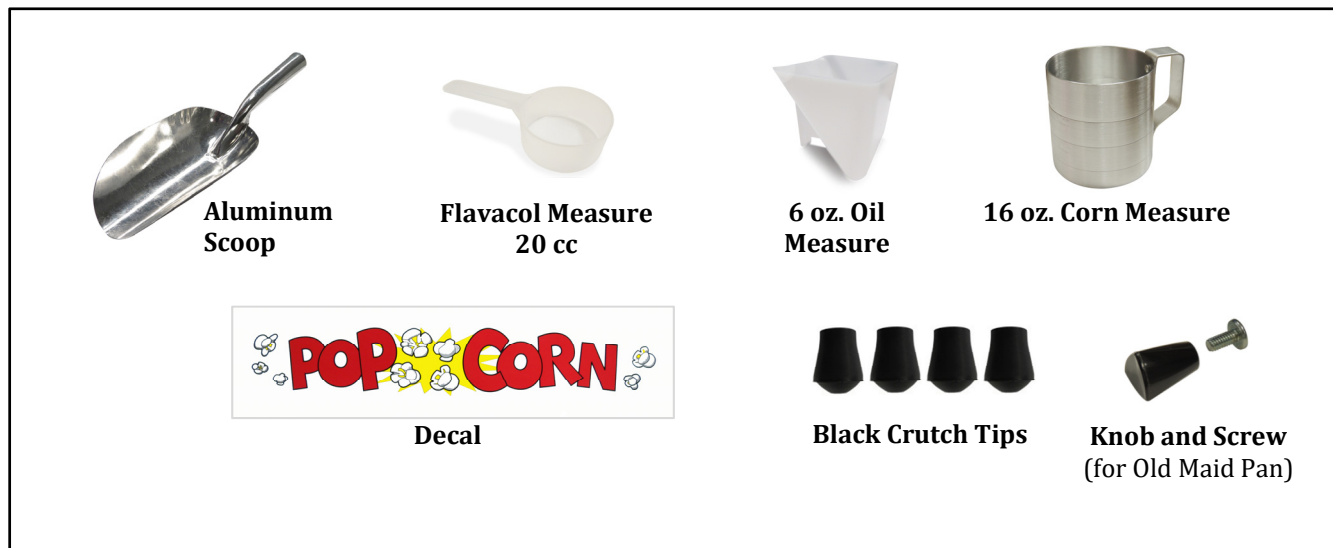 Aluminum
Scoop
Flavacol Measure
20 cc
6 oz. Oil
Measure
16 oz. Corn Measure
POP CORN
Decal
Black Crutch Tips
Knob and Screw
(for Old Maid Pan)